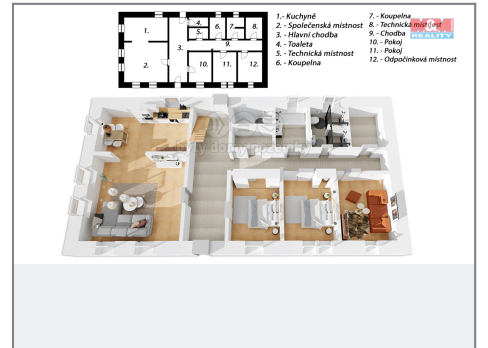 1.- Kuchyně
2. - Společenská místnost
3. - Hlavní chodba
4. - Toaleta
5. - Technická místnost
6. - Koupelna
7. - Koupelna
8. - Technická místnost
9. - Chodba
10. - Pokoj
11. - Pokoj
12. - Odpočinková místnost
M&M
REALITY
1.
2.
3.
4.
5.
6.
7.
8.
9.
10.
11.
12.